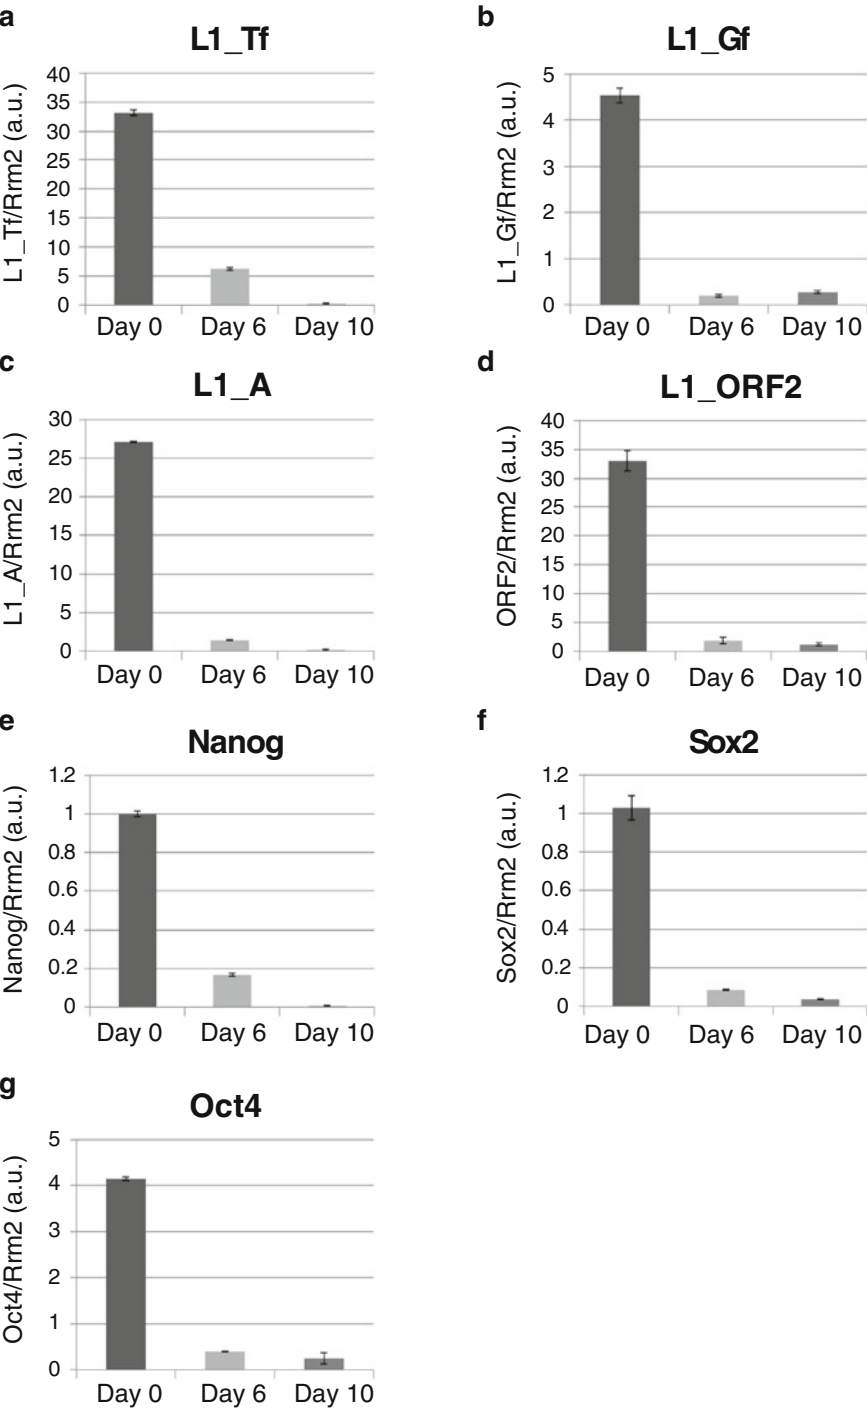 a
L1_Tf
L1_Tf/Rrm2 (a.u.)
40
35
30
25
20
15
10
5
0
Day 0 Day 6 Day 10
b
L1_Gf
L1_Gf/Rrm2 (a.u.)
5
4
3
2
1
0
Day 0 Day 6 Day 10
c
L1_A
L1_A/Rrm2 (a.u.)
30
25
20
15
10
5
0
Day 0 Day 6 Day 10
d
L1_ORF2
ORF2/Rrm2 (a.u.)
40
35
30
25
20
15
10
5
0
Day 0 Day 6 Day 10
e
Nanog
Nanog/Rrm2 (a.u.)
1.2
1
0.8
0.6
0.4
0.2
0
Day 0 Day 6 Day 10
f
Sox2
Sox2/Rrm2 (a.u.)
1.2
1
0.8
0.6
0.4
0.2
0
Day 0 Day 6 Day 10
g
Oct4
Oct4/Rrm2 (a.u.)
5
4
3
2
1
0
Day 0 Day 6 Day 10